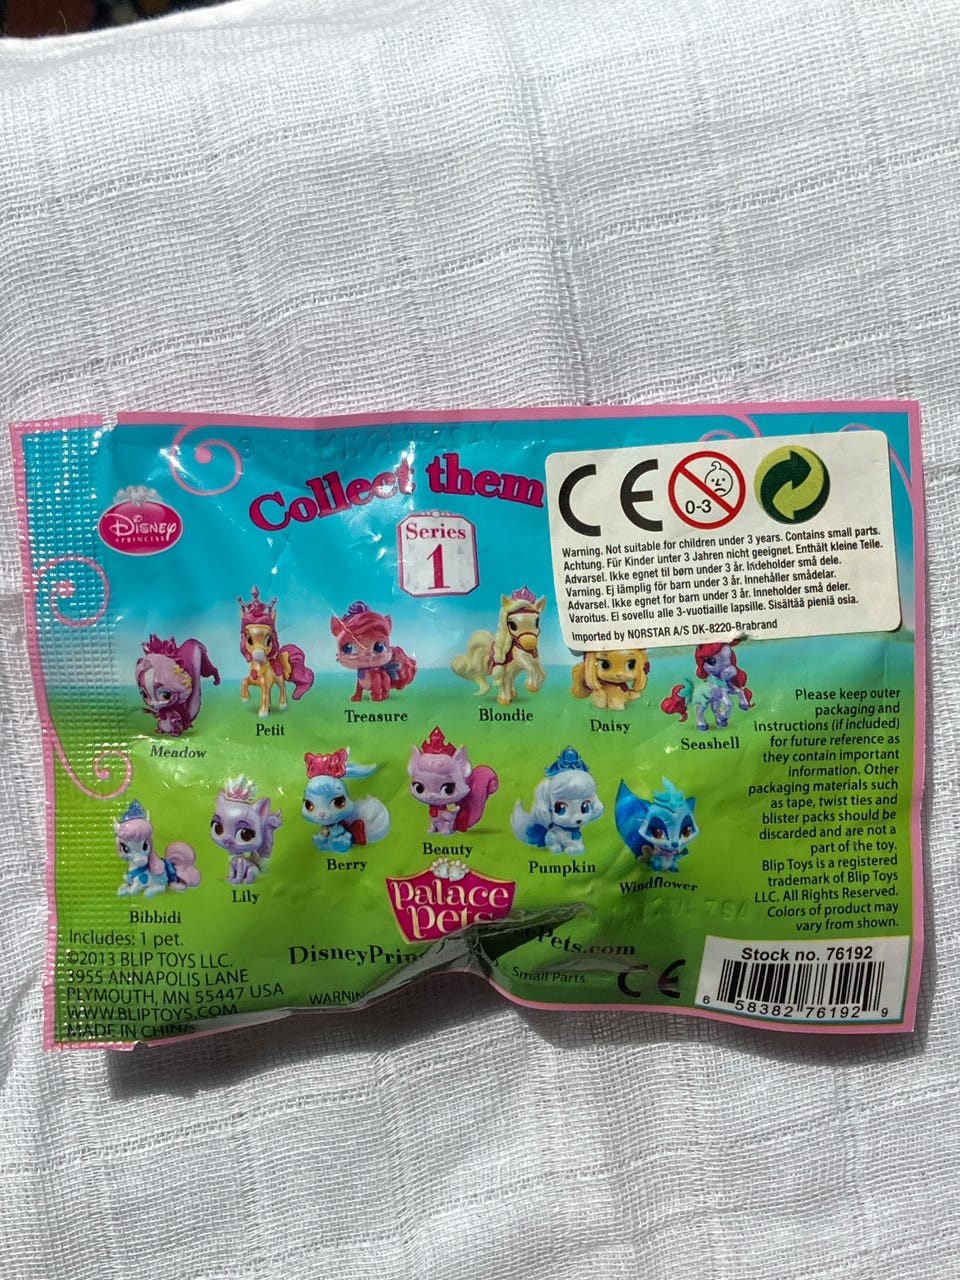 Collect them
DISNEY
PRINCESS
Series
1
CE
0-3
Warning. Not suitable for children under 3 years. Contains small parts.
Achtung. Für Kinder unter 3 Jahren nicht geeignet. Enthält kleine Teile.
Advarsel. Ikke egnet til børn under 3 år. Indeholder små dele.
Varning. Ej lämplig för barn under 3 år. Innehåller smådelar.
Advarsel. Ikke egnet for barn under 3 år. Inneholder små deler.
Varoitus. Ei sovellu alle 3-vuotiaille lapsille. Sisältää pieniä osia.
Imported by NORSTAR A/S DK-8220-Brabrand
Meadow
Petit
Treasure
Blondie
Daisy
Seashell
Bibbidi
Lily
Berry
Beauty
Pumpkin
Windflower
Please keep outer
packaging and
instructions (if included)
for future reference as
they contain important
information. Other
packaging materials such
as tape, twist ties and
blister packs should be
discarded and are not a
part of the toy.
Blip Toys is a registered
trademark of Blip Toys
LLC. All Rights Reserved.
Colors of product may
vary from shown.
Palace
Pets
DisneyPrin
ePets.com
Includes: 1 pet.
©2013 BLIP TOYS LLC.
3955 ANNAPOLIS LANE
PLYMOUTH, MN 55447 USA
WWW.BLIPTOYS.COM
MADE IN CHINA
WARNIN
Small Parts.
CE
Stock no. 76192
6 58382 76192 9